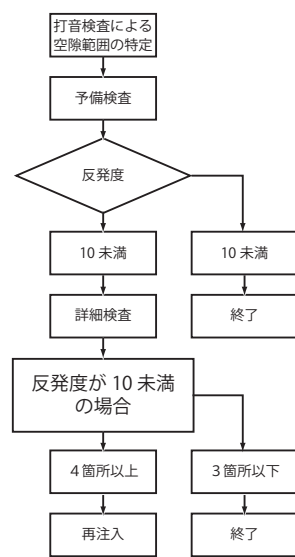 打音検査による
空隙範囲の特定
予備検査
反発度
10 未満
10 未満
詳細検査
終了
反発度が 10 未満
の場合
４箇所以上
３箇所以下
再注入
終了